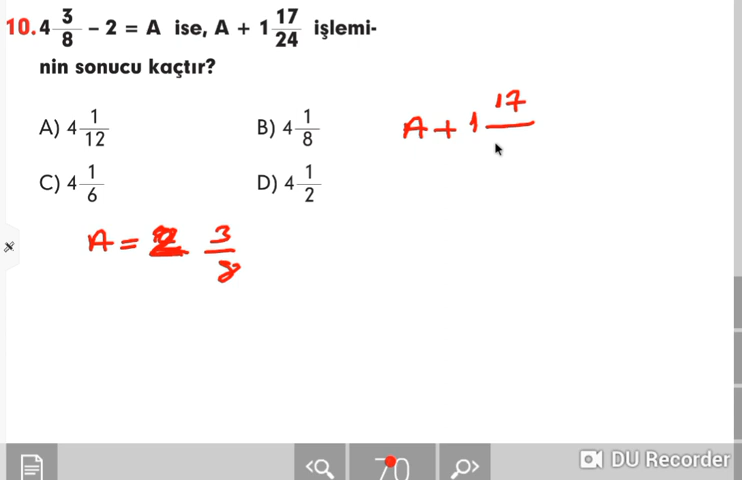 10. 4 3/8 - 2 = A ise, A + 1 17/24 işlemi-
nin sonucu kaçtır?
A) 4 1/12 B) 4 1/8
C) 4 1/6 D) 4 1/2
A + 1 17
A = 2 3/8
70
DU Recorder